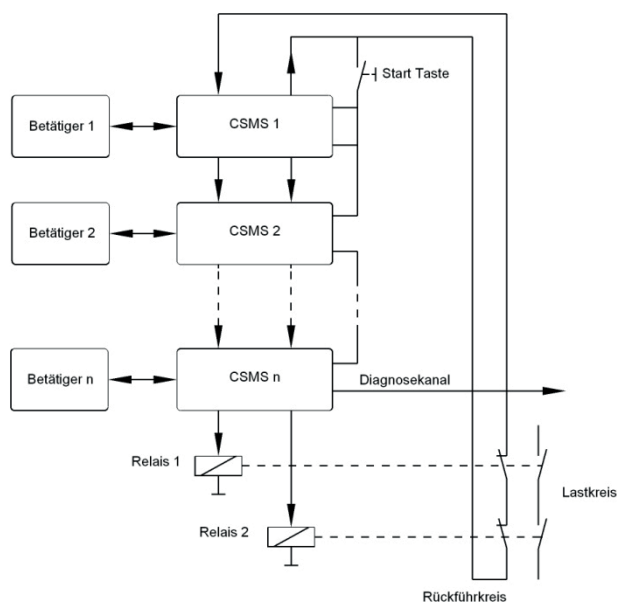 Start Taste
Betätiger 1
CSMS 1
Betätiger 2
CSMS 2
Betätiger n
CSMS n
Diagnosekanal
Relais 1
Lastkreis
Relais 2
Rückführkreis